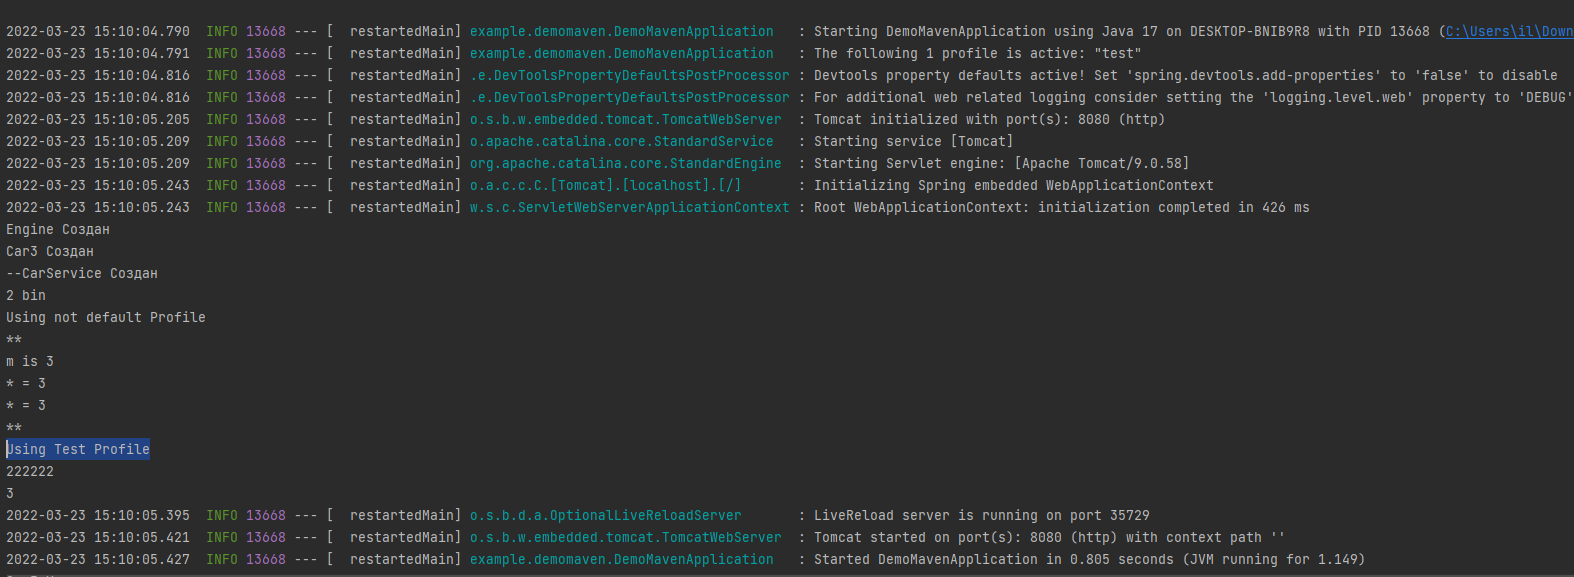 2022-03-23 15:10:04.790  INFO 13668 --- [  restartedMain] example.demomaven.DemoMavenApplication   : Starting DemoMavenApplication using Java 17 on DESKTOP-BNIB9R8 with PID 13668 (C:\Users\il\Down
2022-03-23 15:10:04.791  INFO 13668 --- [  restartedMain] example.demomaven.DemoMavenApplication   : The following 1 profile is active: "test"
2022-03-23 15:10:04.816  INFO 13668 --- [  restartedMain] .e.DevToolsPropertyDefaultsPostProcessor : Devtools property defaults active! Set 'spring.devtools.add-properties' to 'false' to disable
2022-03-23 15:10:04.816  INFO 13668 --- [  restartedMain] .e.DevToolsPropertyDefaultsPostProcessor : For additional web related logging consider setting the 'logging.level.web' property to 'DEBUG'
2022-03-23 15:10:05.205  INFO 13668 --- [  restartedMain] o.s.b.w.embedded.tomcat.TomcatWebServer  : Tomcat initialized with port(s): 8080 (http)
2022-03-23 15:10:05.209  INFO 13668 --- [  restartedMain] o.apache.catalina.core.StandardService   : Starting service [Tomcat]
2022-03-23 15:10:05.209  INFO 13668 --- [  restartedMain] org.apache.catalina.core.StandardEngine  : Starting Servlet engine: [Apache Tomcat/9.0.58]
2022-03-23 15:10:05.243  INFO 13668 --- [  restartedMain] o.a.c.c.C.[Tomcat].[localhost].[/]       : Initializing Spring embedded WebApplicationContext
2022-03-23 15:10:05.243  INFO 13668 --- [  restartedMain] w.s.c.ServletWebServerApplicationContext : Root WebApplicationContext: initialization completed in 426 ms
Engine Создан
Car3 Создан
--CarService Создан
2 bin
Using not default Profile
**
m is 3
* = 3
* = 3
**
Using Test Profile
222222
3
2022-03-23 15:10:05.395  INFO 13668 --- [  restartedMain] o.s.b.d.a.OptionalLiveReloadServer       : LiveReload server is running on port 35729
2022-03-23 15:10:05.421  INFO 13668 --- [  restartedMain] o.s.b.w.embedded.tomcat.TomcatWebServer  : Tomcat started on port(s): 8080 (http) with context path ''
2022-03-23 15:10:05.427  INFO 13668 --- [  restartedMain] example.demomaven.DemoMavenApplication   : Started DemoMavenApplication in 0.805 seconds (JVM running for 1.149)